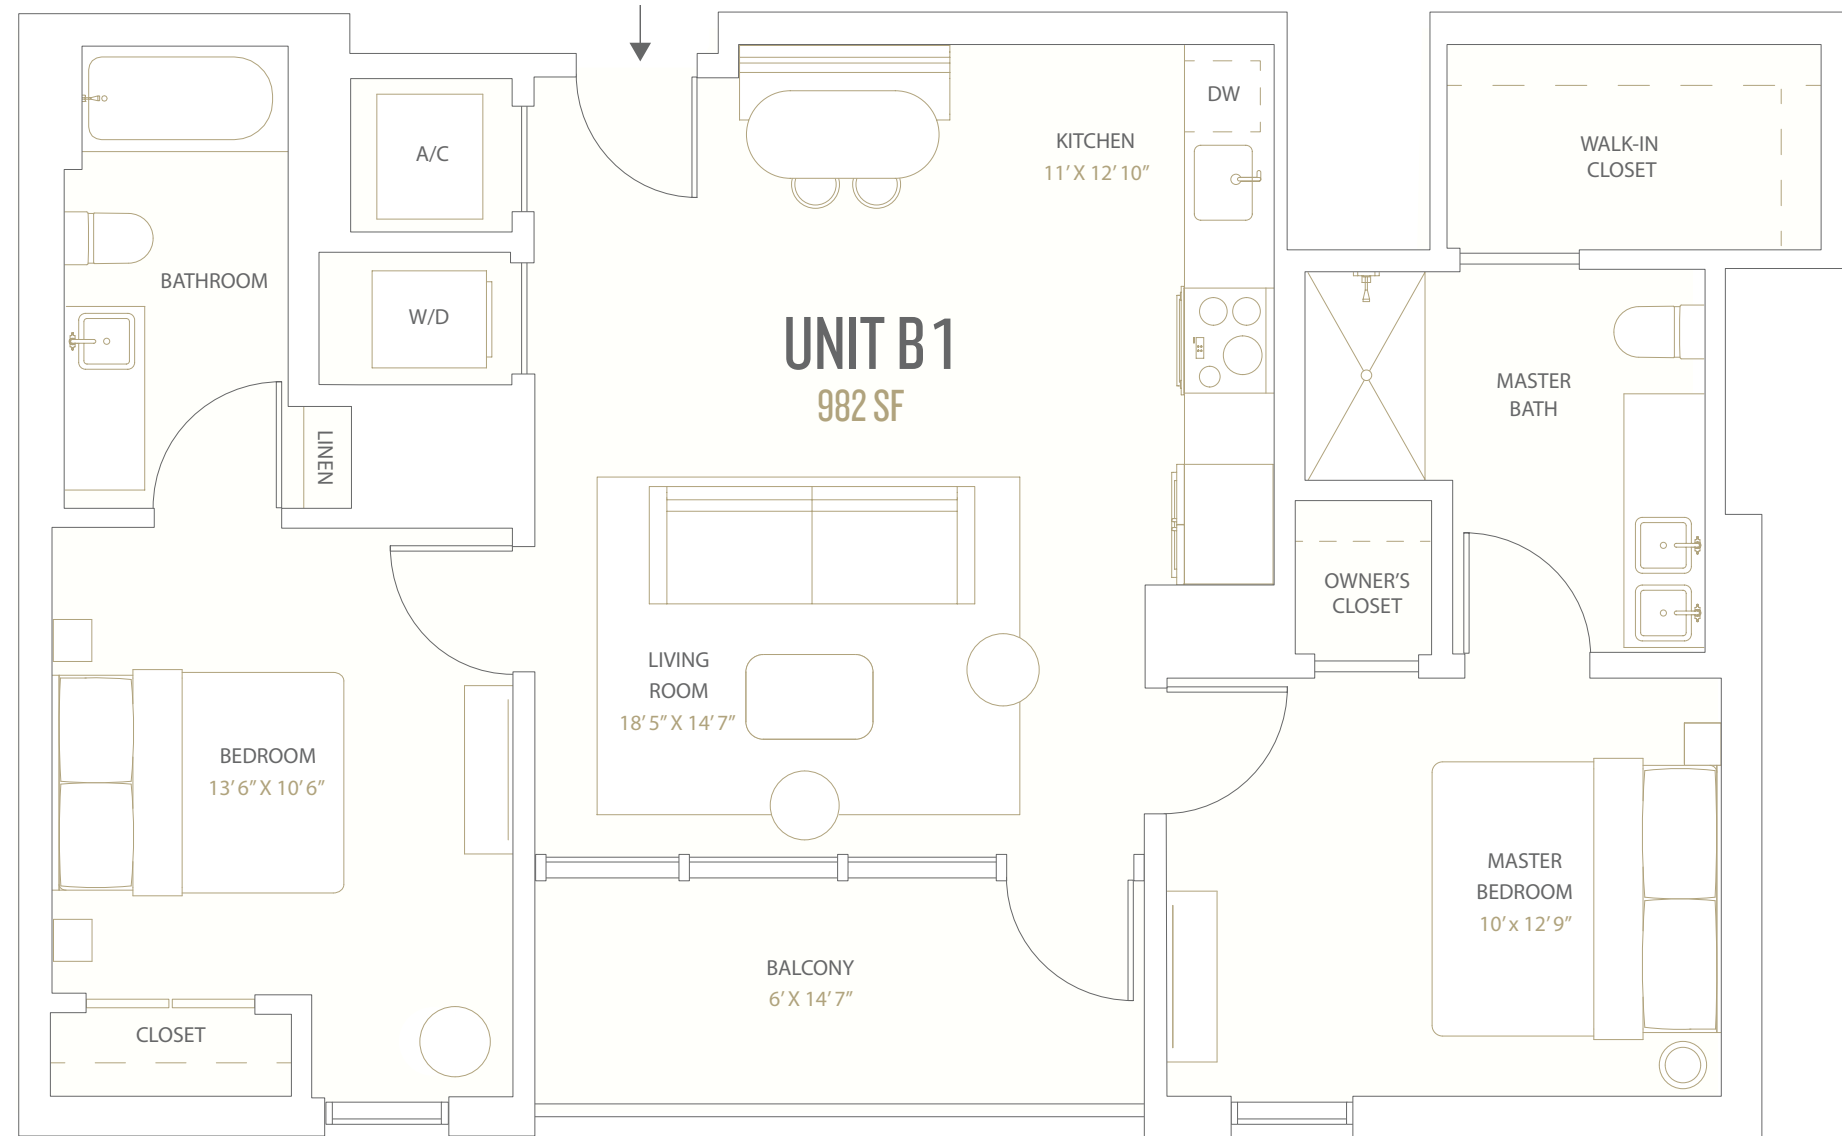 DW
KITCHEN
11’ X 12’ 10”
A/C
WALK-IN
CLOSET
BATHROOM
W/D
UNIT B1
982 SF
MASTER
BATH
LINEN
OWNER’S
CLOSET
LIVING
ROOM
18’ 5” X 14’ 7”
BEDROOM
13’ 6” X 10’ 6”
MASTER
BEDROOM
10’ x 12’ 9”
BALCONY
6’ X 14’ 7”
CLOSET